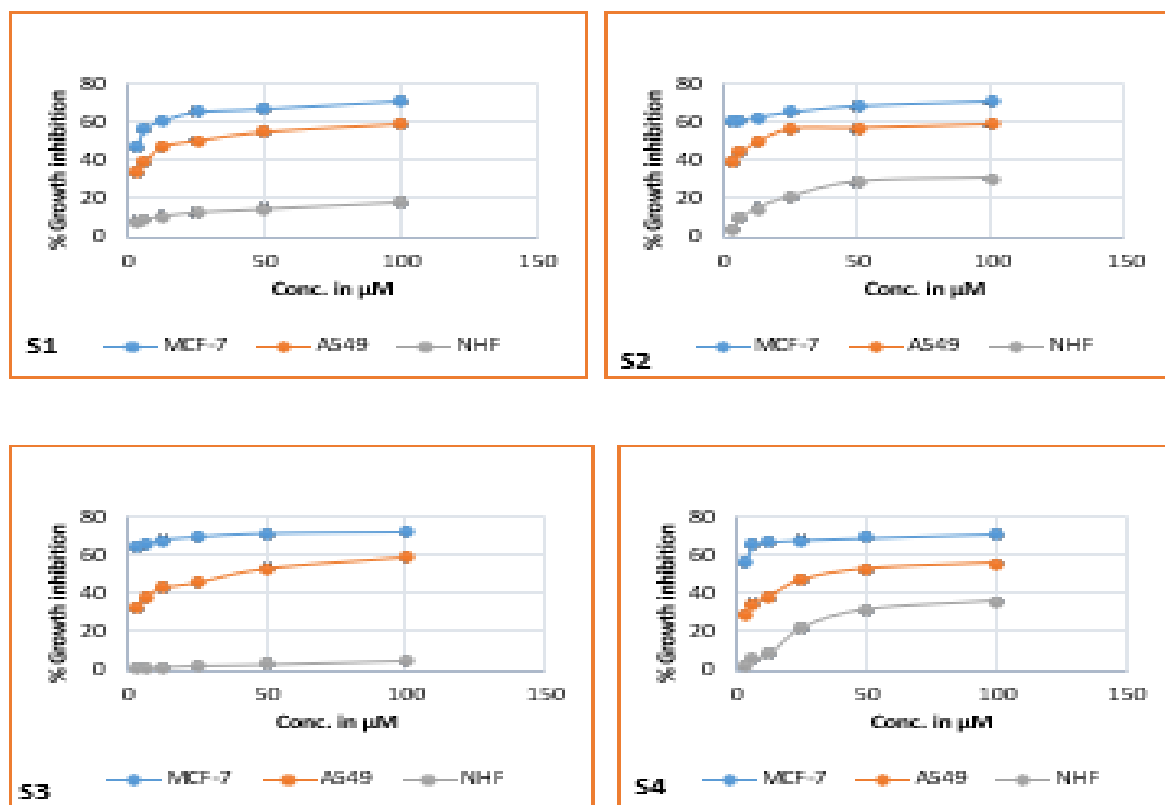 80
60
40
20
0
% Growth inhibition
0 50 100 150
Conc. in µM
S1 MCF-7 A549 NHF
80
60
40
20
0
% Growth inhibition
0 50 100 150
Conc. in µM
S2 MCF-7 A549 NHF
80
60
40
20
0
% Growth inhibition
0 50 100 150
Conc. in µM
S3 MCF-7 A549 NHF
80
60
40
20
0
% Growth inhibition
0 50 100 150
Conc. in µM
S4 MCF-7 A549 NHF